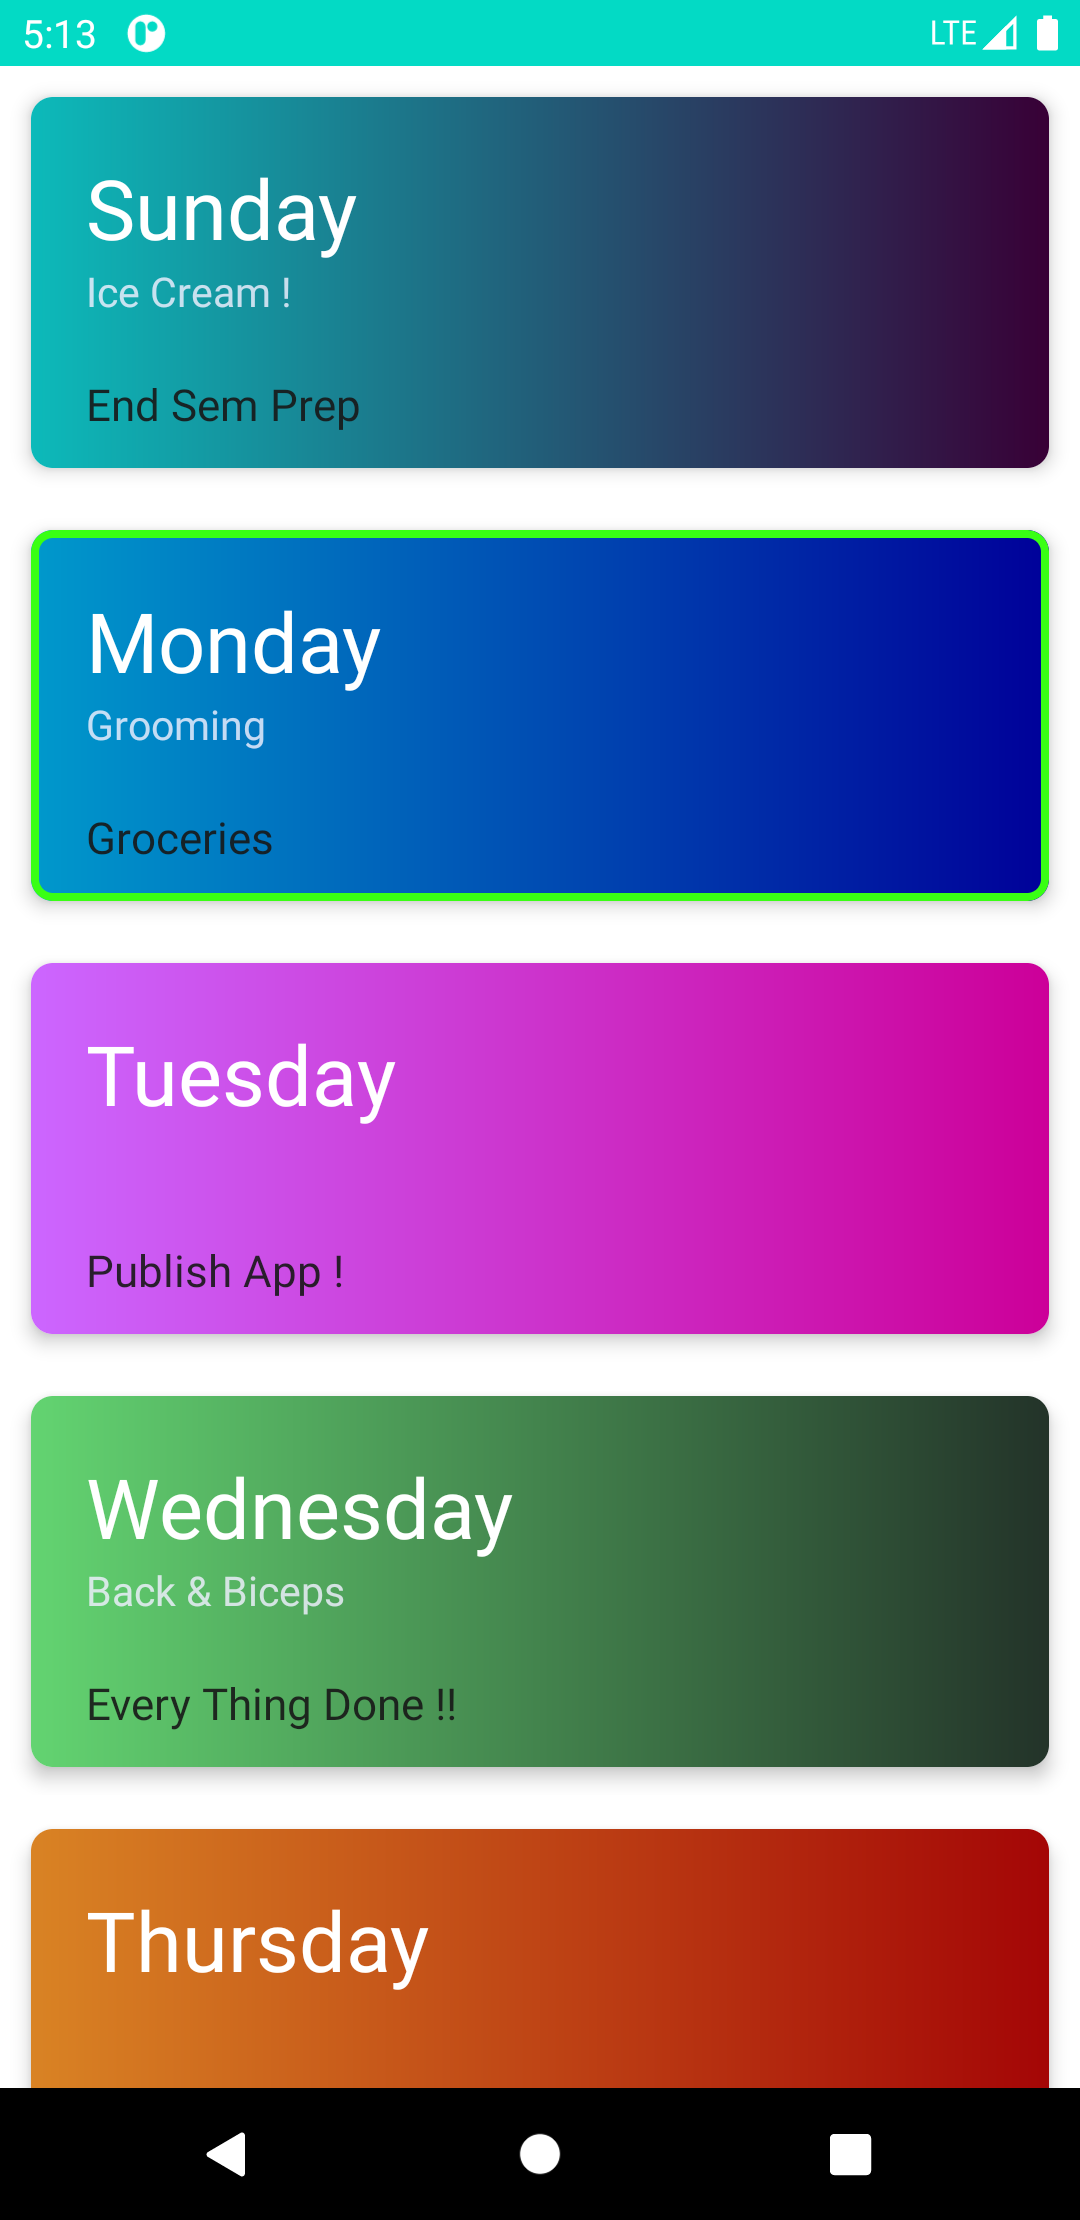 5:13 LTE
Sunday
Ice Cream !
End Sem Prep
Monday
Grooming
Groceries
Tuesday
Publish App !
Wednesday
Back & Biceps
Every Thing Done !!
Thursday